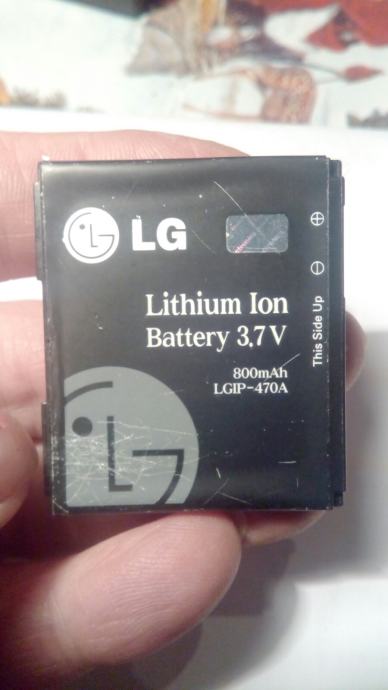 LG
Lithium Ion
Battery 3.7V
800mAh
LGIP-470A
This Side Up